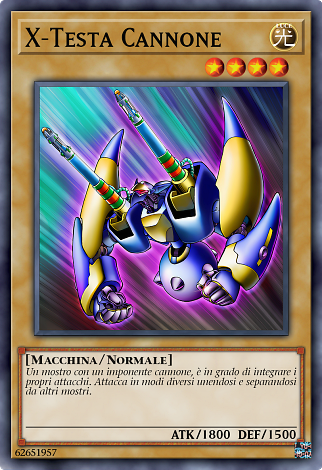 X-Testa Cannone
光
[Macchina/Normale]
Un mostro con un imponente cannone, è in grado di integrare i
propri attacchi. Attacca in modi diversi unendosi e separandosi
da altri mostri.
ATK/1800 DEF/1500
62651957